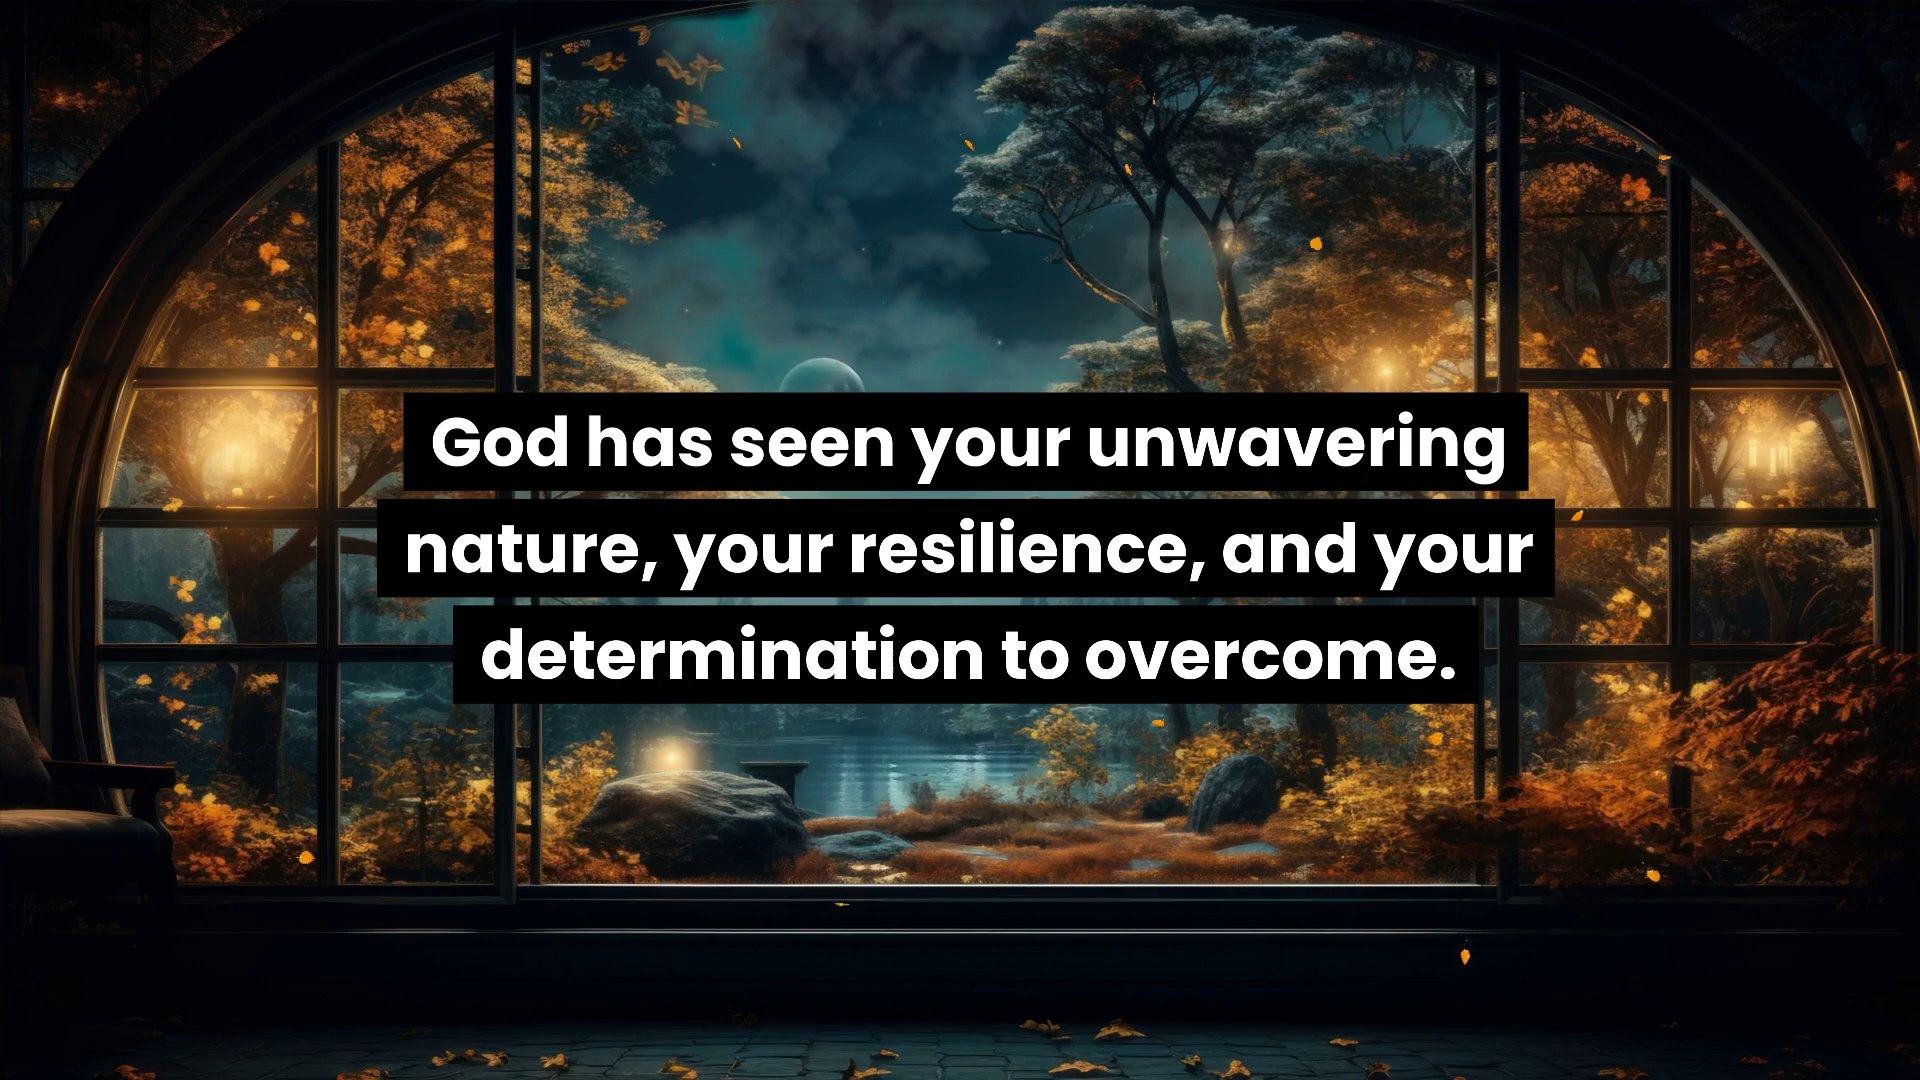 God has seen your unwavering
nature, your resilience, and your
determination to overcome.